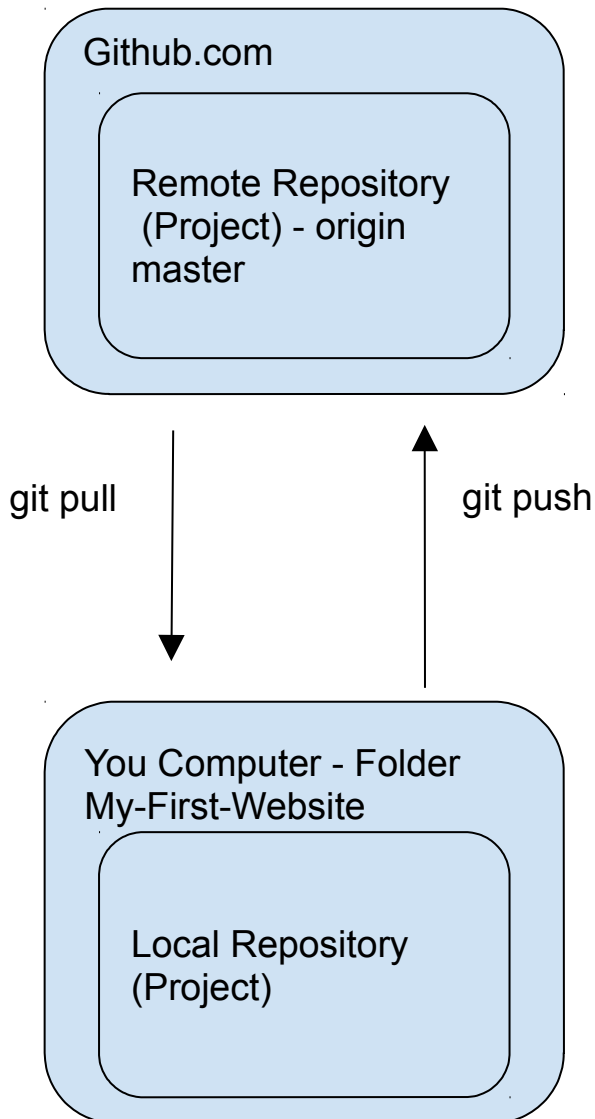 Github.com
Remote Repository
(Project) - origin
master
git pull
git push
You Computer - Folder
My-First-Website
Local Repository
(Project)